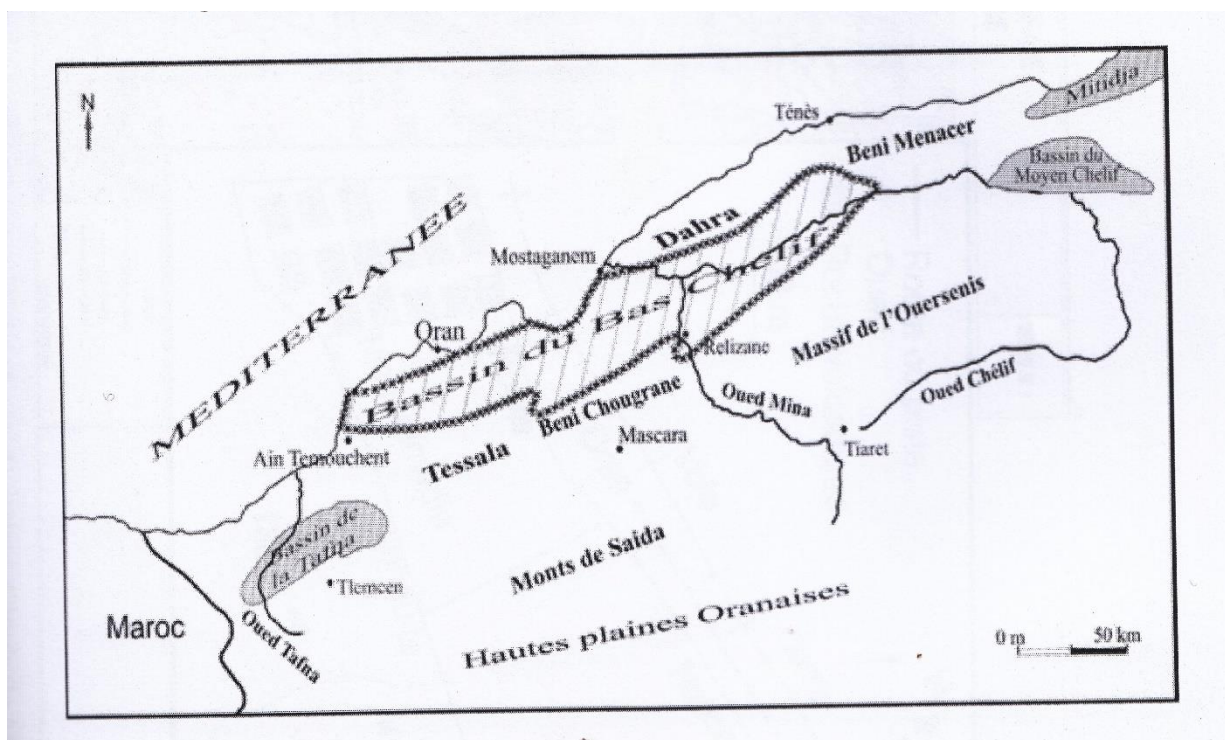 N
Mitidja
Ténès
Beni Menacer
Bassin du
Moyen Chelif
MEDITERRANEE
Dahra
Mostaganem
Bassin du Bas Chélif
Oran
Massif de l'Ouersenis
Relizane
Beni Chougrane
Oued Mina
Oued Chélif
Ain Temouchent
Tessala
Mascara
Tiaret
Bassin de
la Tafna
Tlemcen
Monts de Saida
Maroc
Oued Tafna
Hautes plaines Oranaises
0 m 50 km